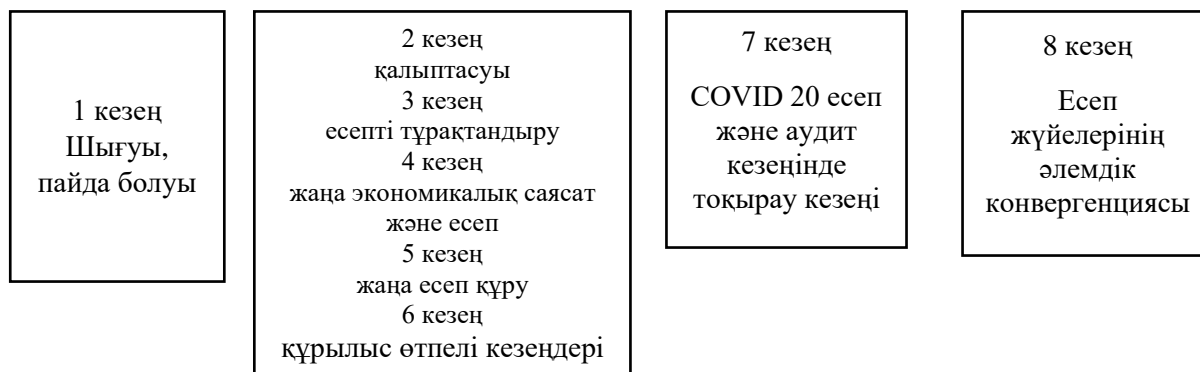 1 кезең
Шығуы,
пайда болуы
2 кезең
қалыптасуы
3 кезең
есепті тұрақтандыру
4 кезең
жаңа экономикалық саясат
және есеп
5 кезең
жаңа есеп құру
6 кезең
құрылыс өтпелі кезеңдері
7 кезең
COVID 20 есеп
және аудит
кезеңінде
тоқырау кезеңі
8 кезең
Есеп
жүйелерінің
әлемдік
конвергенциясы